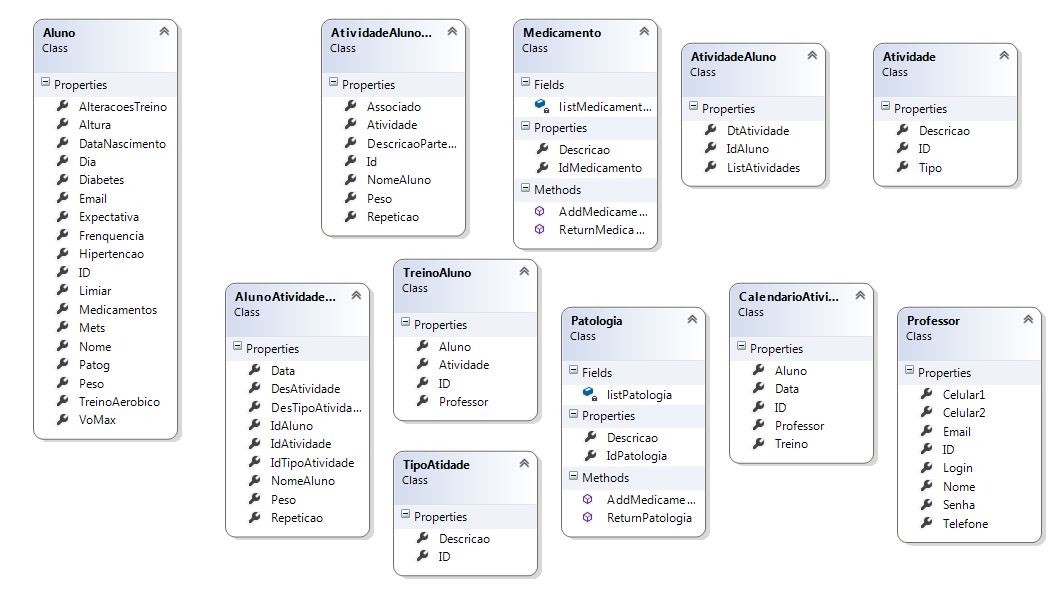 Aluno
Class
Properties
AlteracoesTreino
Altura
DataNascimento
Dia
Diabetes
Email
Expectativa
Frenquencia
Hipertencao
ID
Limiar
Medicamentos
Mets
Nome
Patog
Peso
TreinoAerobico
VoMax
AtividadeAluno...
Class
Properties
Associado
Atividade
DescricaoParte...
Id
NomeAluno
Peso
Repeticao
Medicamento
Class
Fields
listMedicament...
Properties
Descricao
IdMedicamento
Methods
AddMedicame...
ReturnMedica...
AtividadeAluno
Class
Properties
DtAtividade
IdAluno
ListAtividades
Atividade
Class
Properties
Descricao
ID
Tipo
AlunoAtividade...
Class
Properties
Data
DesAtividade
DesTipoAtivida...
IdAluno
IdAtividade
IdTipoAtividade
NomeAluno
Peso
Repeticao
TreinoAluno
Class
Properties
Aluno
Atividade
ID
Professor
TipoAtidade
Class
Properties
Descricao
ID
Patologia
Class
Fields
listPatologia
Properties
Descricao
IdPatologia
Methods
AddMedicame...
ReturnPatologia
CalendarioAtivi...
Class
Properties
Aluno
Data
ID
Professor
Treino
Professor
Class
Properties
Celular1
Celular2
Email
ID
Login
Nome
Senha
Telefone